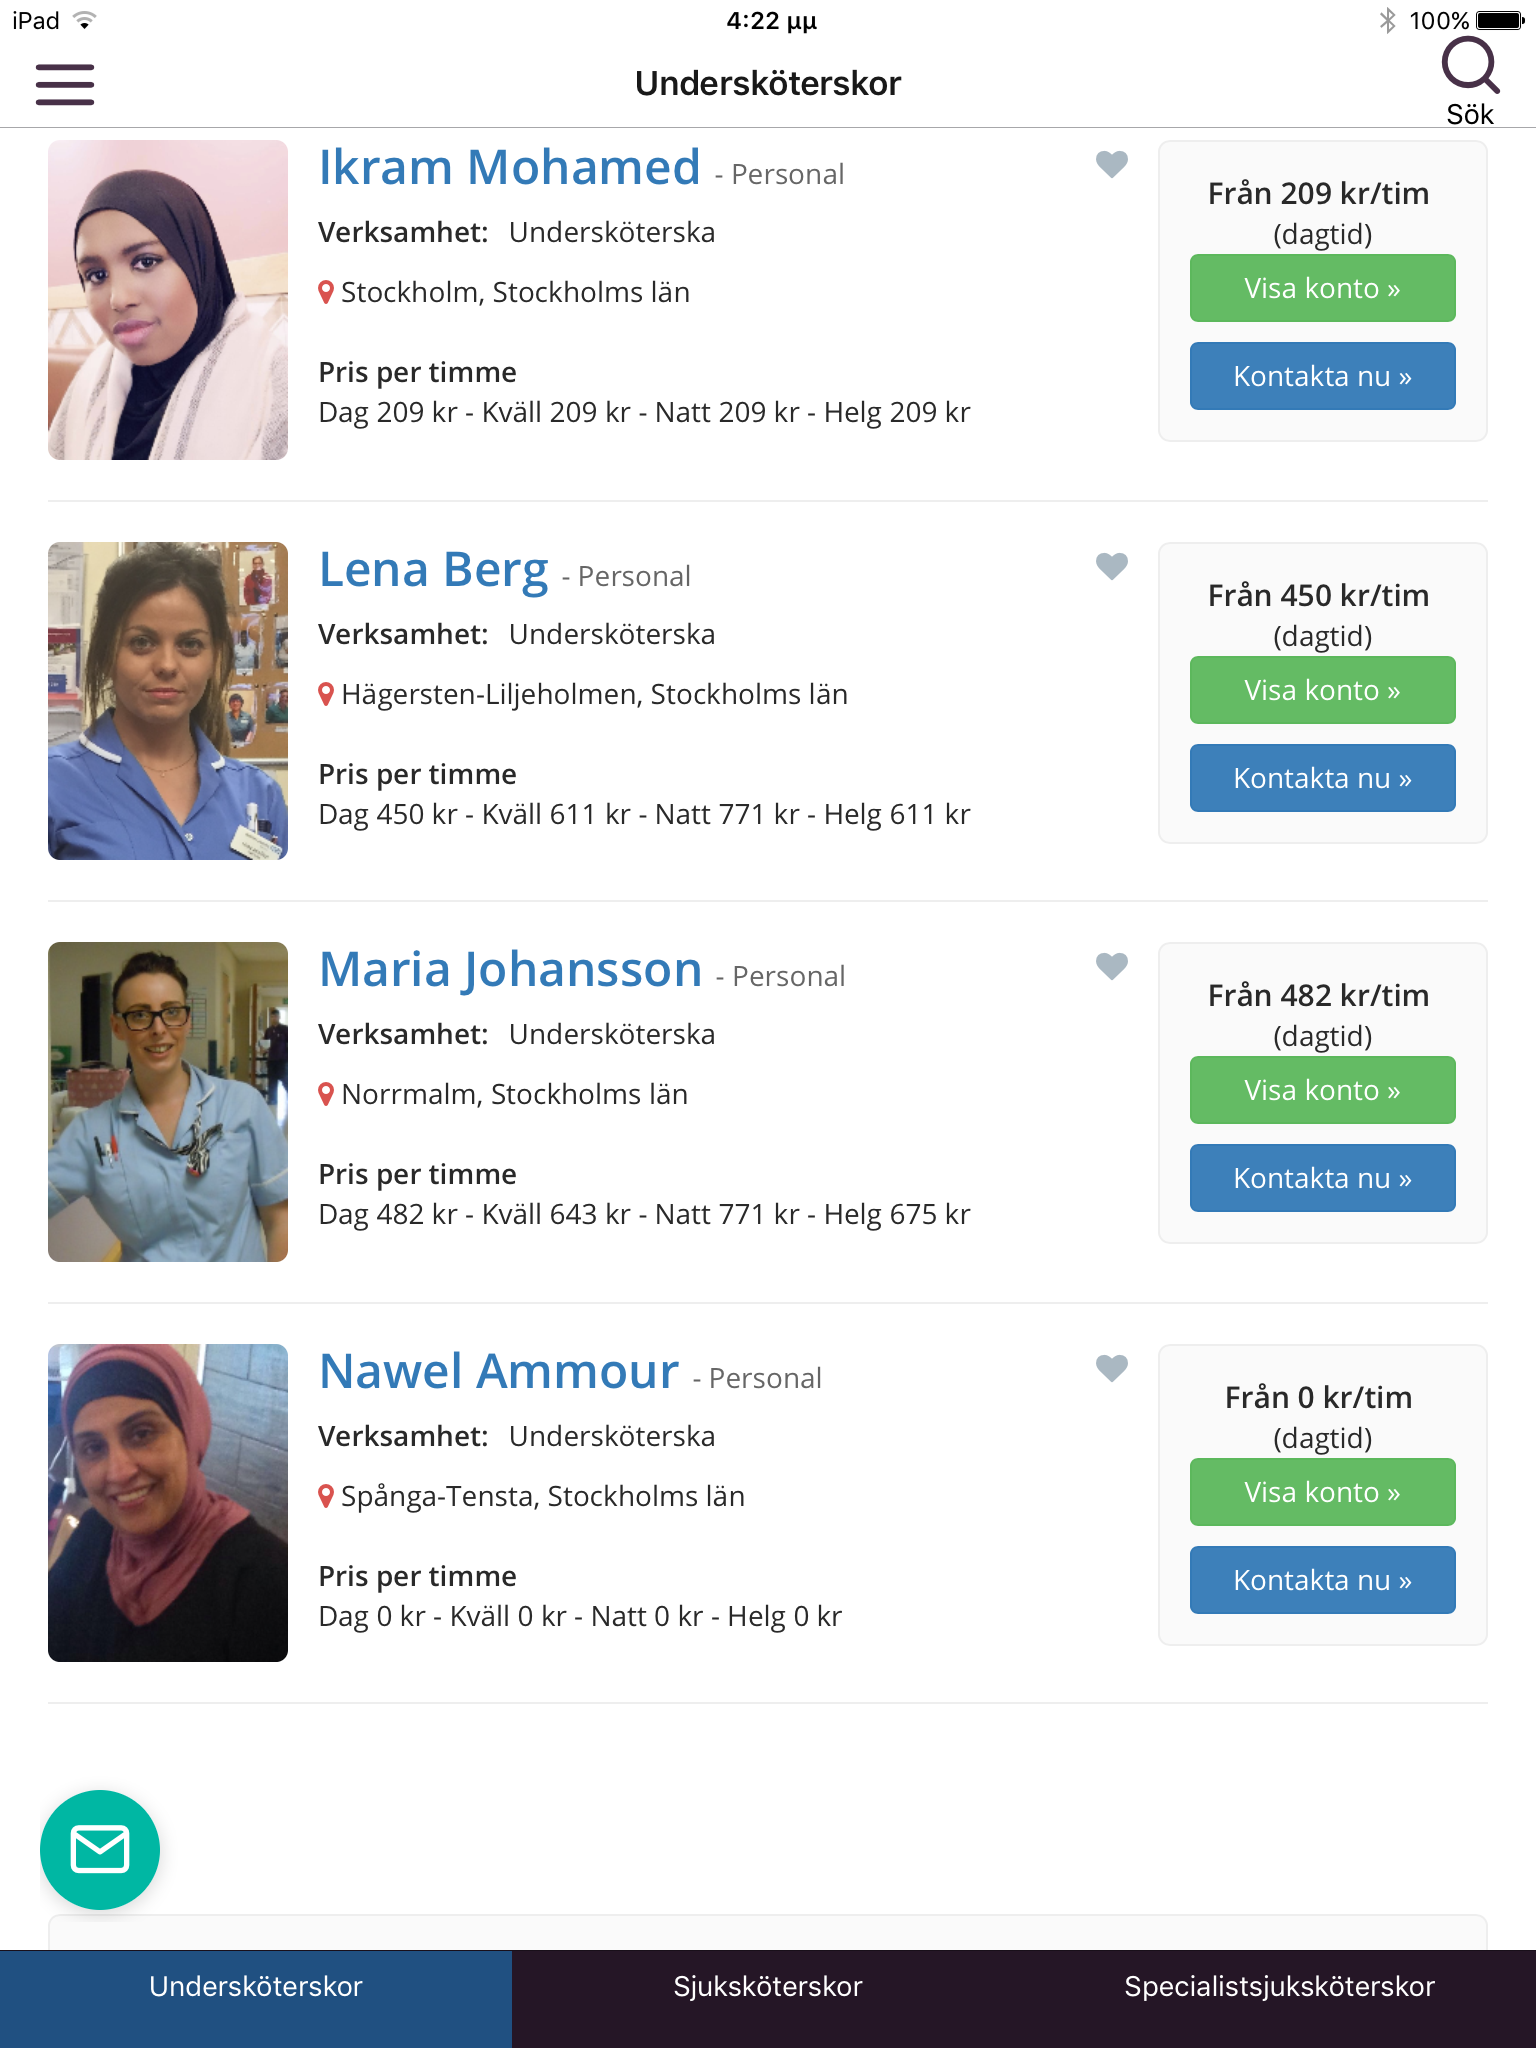 iPad 4:22 μμ 100%
Undersköterskor
Sök
Ikram Mohamed - Personal
Verksamhet: Undersköterska
Stockholm, Stockholms län
Pris per timme
Dag 209 kr - Kväll 209 kr - Natt 209 kr - Helg 209 kr
Från 209 kr/tim
(dagtid)
Visa konto »
Kontakta nu »
Lena Berg - Personal
Verksamhet: Undersköterska
Hägersten-Liljeholmen, Stockholms län
Pris per timme
Dag 450 kr - Kväll 611 kr - Natt 771 kr - Helg 611 kr
Från 450 kr/tim
(dagtid)
Visa konto »
Kontakta nu »
Maria Johansson - Personal
Verksamhet: Undersköterska
Norrmalm, Stockholms län
Pris per timme
Dag 482 kr - Kväll 643 kr - Natt 771 kr - Helg 675 kr
Från 482 kr/tim
(dagtid)
Visa konto »
Kontakta nu »
Nawel Ammour - Personal
Verksamhet: Undersköterska
Spånga-Tensta, Stockholms län
Pris per timme
Dag 0 kr - Kväll 0 kr - Natt 0 kr - Helg 0 kr
Från 0 kr/tim
(dagtid)
Visa konto »
Kontakta nu »
Undersköterskor Sjuksköterskor Specialistsjuksköterskor